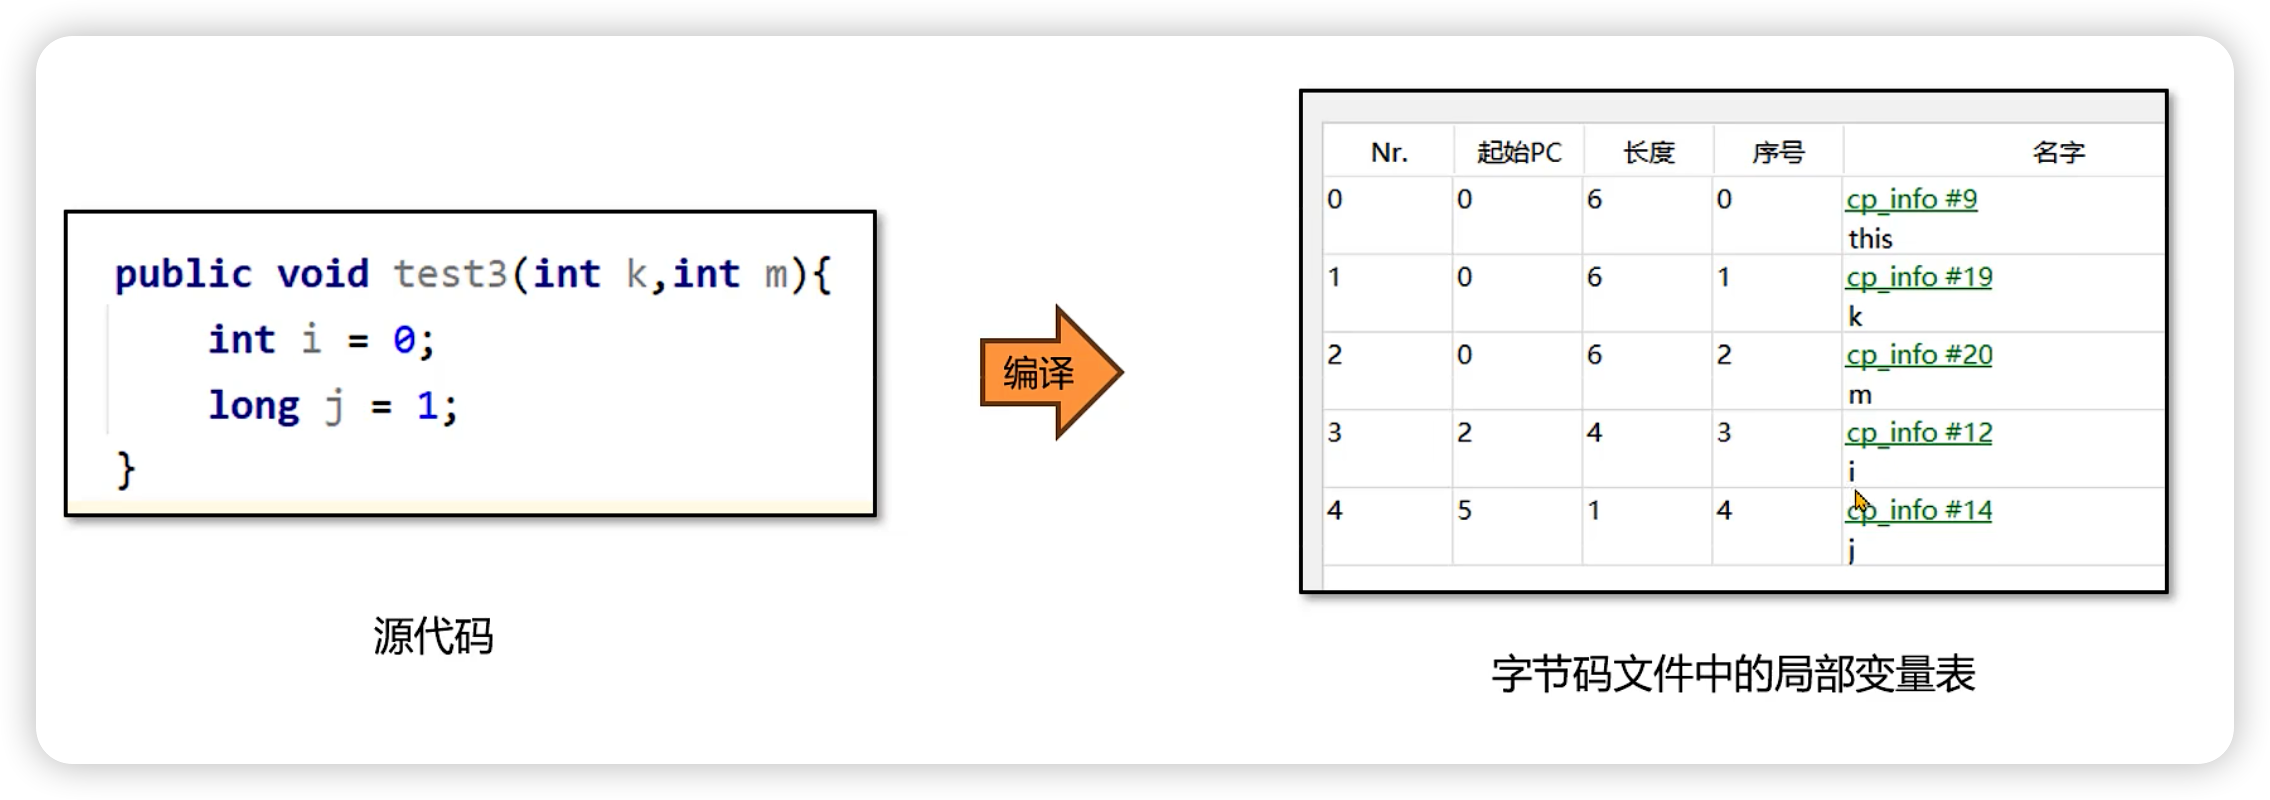 public void test3(int k,int m){
int i = 0;
long j = 1;
}
源代码
编译
Nr. 起始PC 长度 序号 名字
0 0 6 0 cp_info #9
this
1 0 6 1 cp_info #19
k
2 0 6 2 cp_info #20
m
3 2 4 3 cp_info #12
i
4 5 1 4 cp_info #14
j
字节码文件中的局部变量表